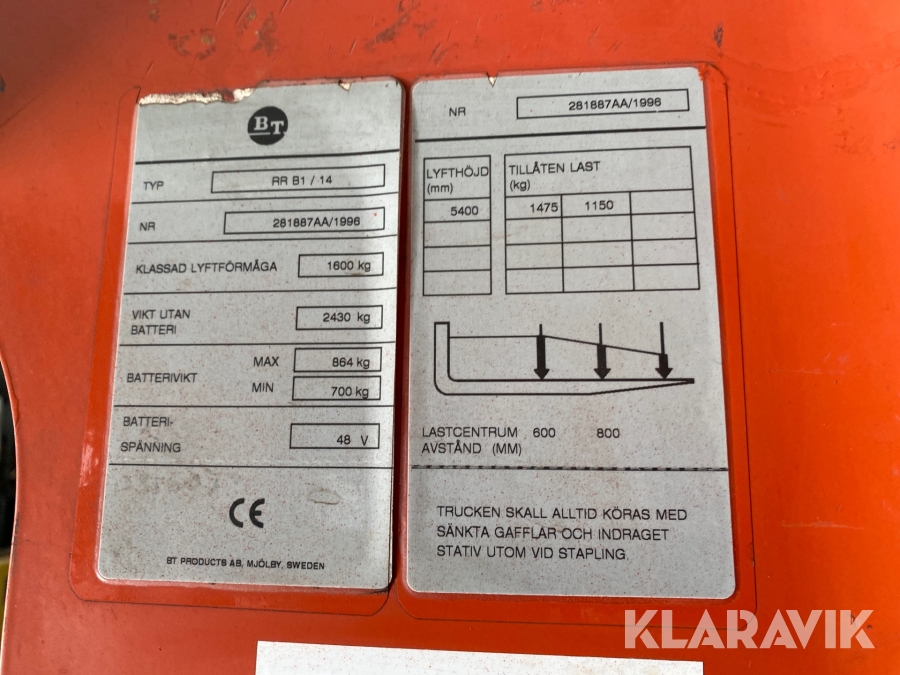 BT
TYP RR B1 / 14
NR 281887AA/1996
KLASSAD LYFTFÖRMÅGA 1600 kg
VIKT UTAN
BATTERI 2430 kg
BATTERIVIKT MAX 864 kg
MIN 700 kg
BATTERI-
SPÄNNING 48 V
CE
BT PRODUCTS AB, MJÖLBY, SWEDEN
NR 281887AA/1996
LYFTHÖJD
(mm)
TILLÅTEN LAST
(kg)
5400 1475 1150
LASTCENTRUM 600 800
AVSTÅND (MM)
TRUCKEN SKALL ALLTID KÖRAS MED
SÄNKTA GAFFLAR OCH INDRAGET
STATIV UTOM VID STAPLING.
KLARAVIK